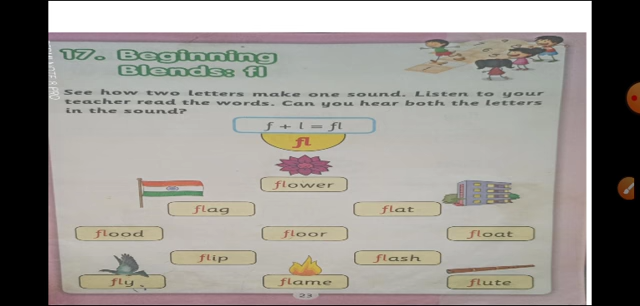 17. Beginning
Blends: fl
See how two letters make one sound. Listen to your
teacher read the words. Can you hear both the letters
in the sound?
f + l = fl
fl
flower
flag flat
flood floor float
flip flash
fly flame flute
23